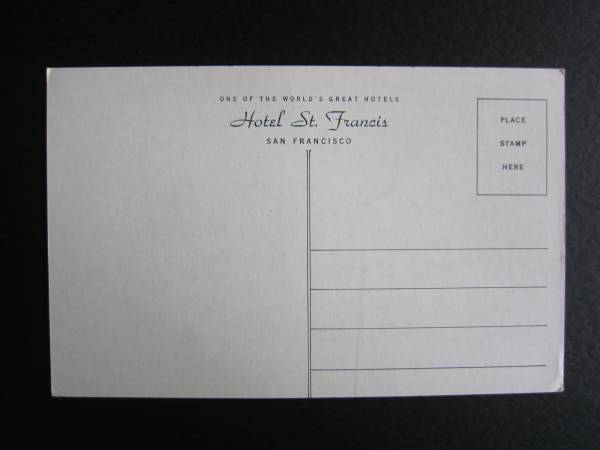 ONE OF THE WORLD'S GREAT HOTELS
Hotel St. Francis
SAN FRANCISCO
PLACE
STAMP
HERE